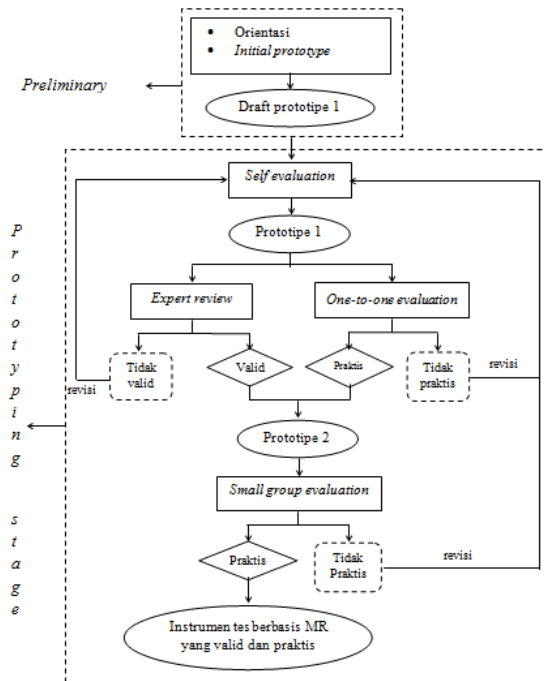 • Orientasi
• Initial prototype
Preliminary
Draft prototipe 1
Self evaluation
Prototyping stage
Prototipe 1
Expert review
One-to-one evaluation
Tidak
valid
Valid
Praktis
Tidak
praktis
revisi
revisi
Prototipe 2
Small group evaluation
Praktis
Tidak
Praktis
revisi
Instrumen tes berbasis MR
yang valid dan praktis